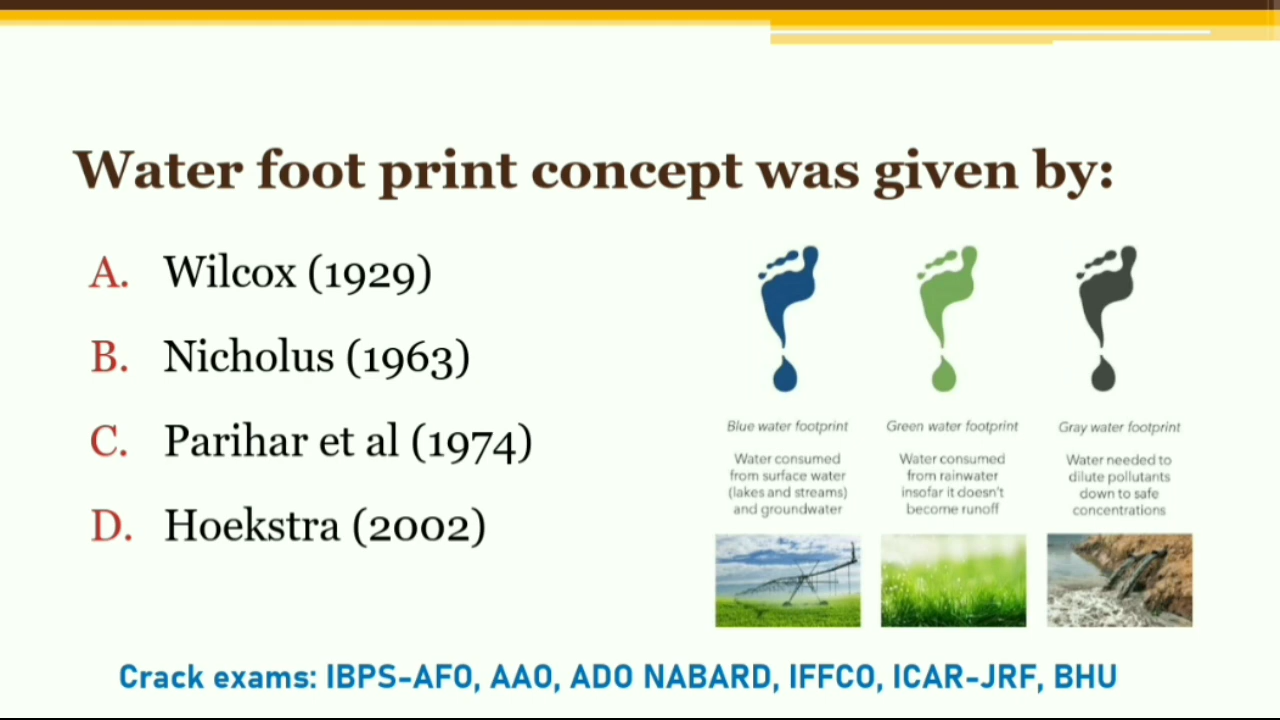 Water foot print concept was given by:
A. Wilcox (1929)
B. Nicholus (1963)
C. Parihar et al (1974)
D. Hoekstra (2002)
Blue water footprint
Water consumed
from surface water
(lakes and streams)
and groundwater
Green water footprint
Water consumed
from rainwater
insofar it doesn't
become runoff
Gray water footprint
Water needed to
dilute pollutants
down to safe
concentrations
Crack exams: IBPS-AFO, AAO, ADO NABARD, IFFCO, ICAR-JRF, BHU